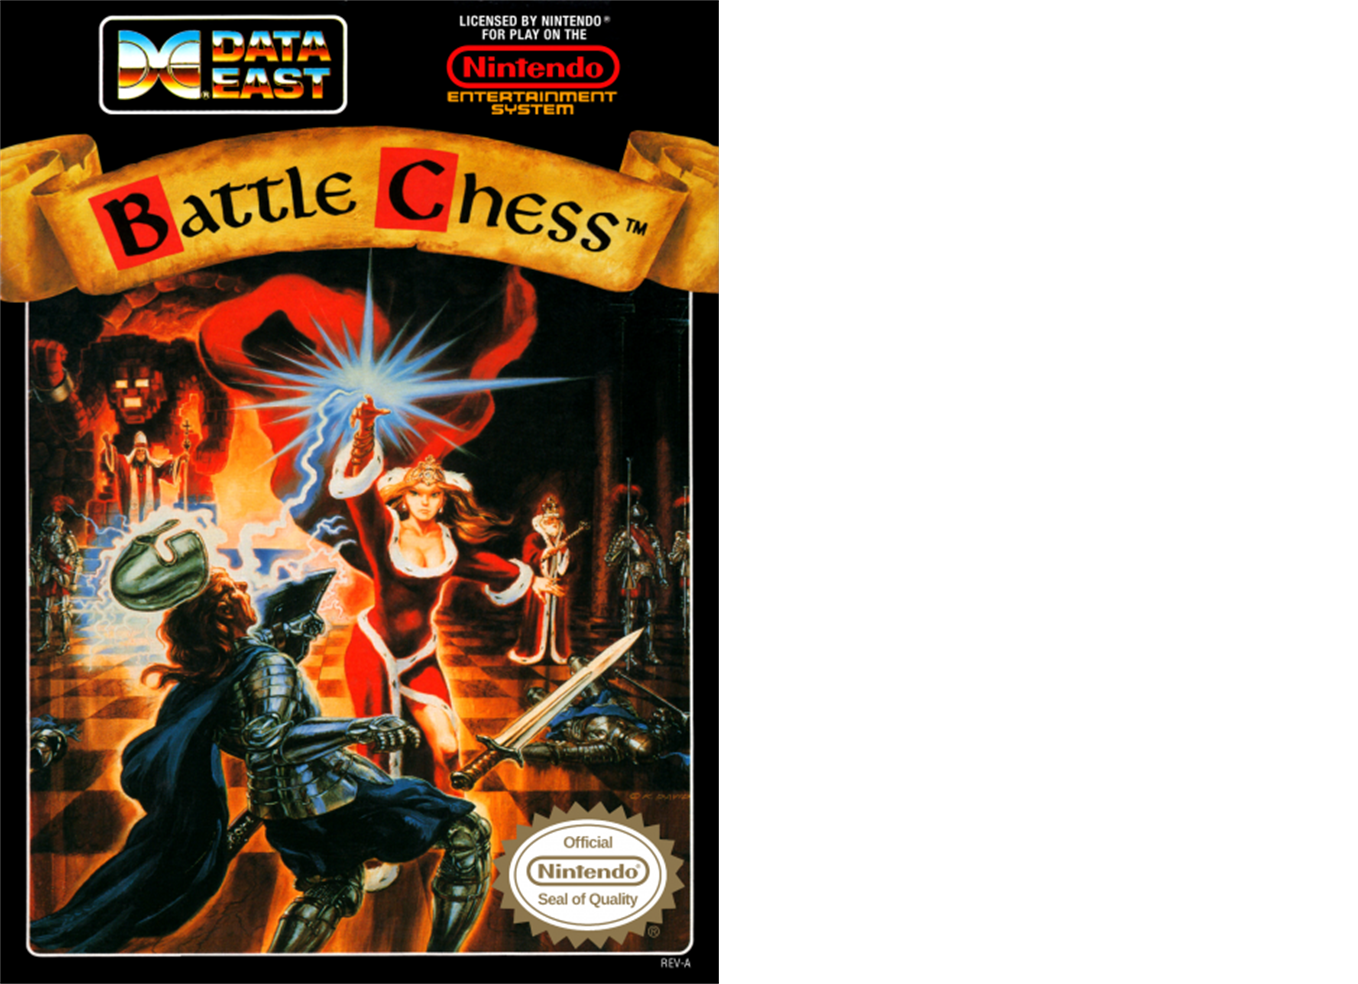 DATA
EAST
LICENSED BY NINTENDO®
FOR PLAY ON THE
Nintendo
ENTERTAINMENT
SYSTEM
Battle Chess™
Official
Nintendo®
Seal of Quality
®
REV-A